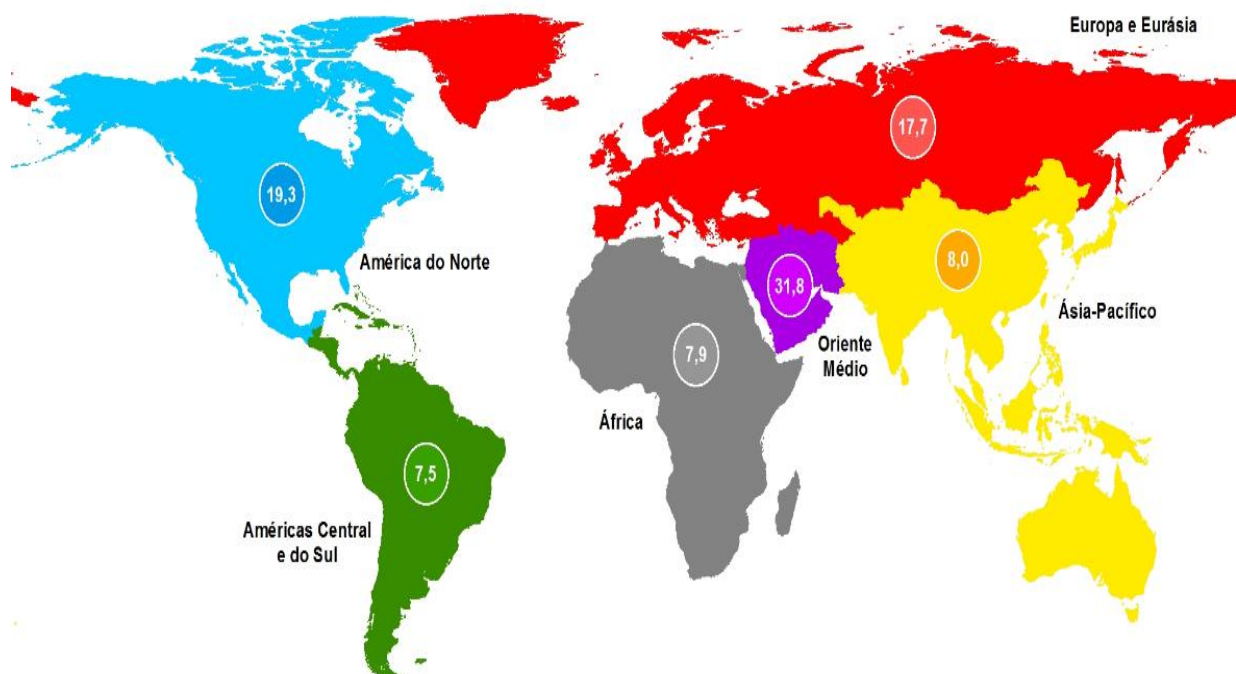 Europa e Eurásia
17,7
19,3
América do Norte
8,0
31,8
Ásia-Pacífico
Oriente
Médio
7,9
África
7,5
Américas Central
e do Sul